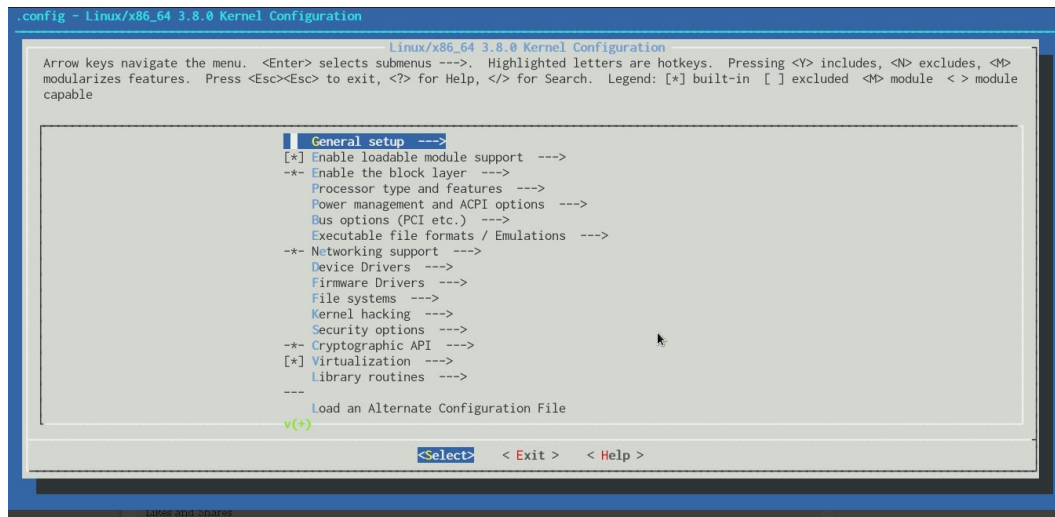 .config - Linux/x86_64 3.8.0 Kernel Configuration
Linux/x86_64 3.8.0 Kernel Configuration
Arrow keys navigate the menu.  <Enter> selects submenus --->.  Highlighted letters are hotkeys.  Pressing <Y> includes, <N> excludes, <M>
modularizes features.  Press <Esc><Esc> to exit, <?> for Help, </> for Search.  Legend: [*] built-in  [ ] excluded  <M> module  < > module
capable
General setup  --->
[*] Enable loadable module support  --->
-*- Enable the block layer  --->
Processor type and features  --->
Power management and ACPI options  --->
Bus options (PCI etc.)  --->
Executable file formats / Emulations  --->
-*- Networking support  --->
Device Drivers  --->
Firmware Drivers  --->
File systems  --->
Kernel hacking  --->
Security options  --->
-*- Cryptographic API  --->
[*] Virtualization  --->
Library routines  --->
---
Load an Alternate Configuration File
v(+)
<Select>    < Exit >    < Help >
Likes and Shares